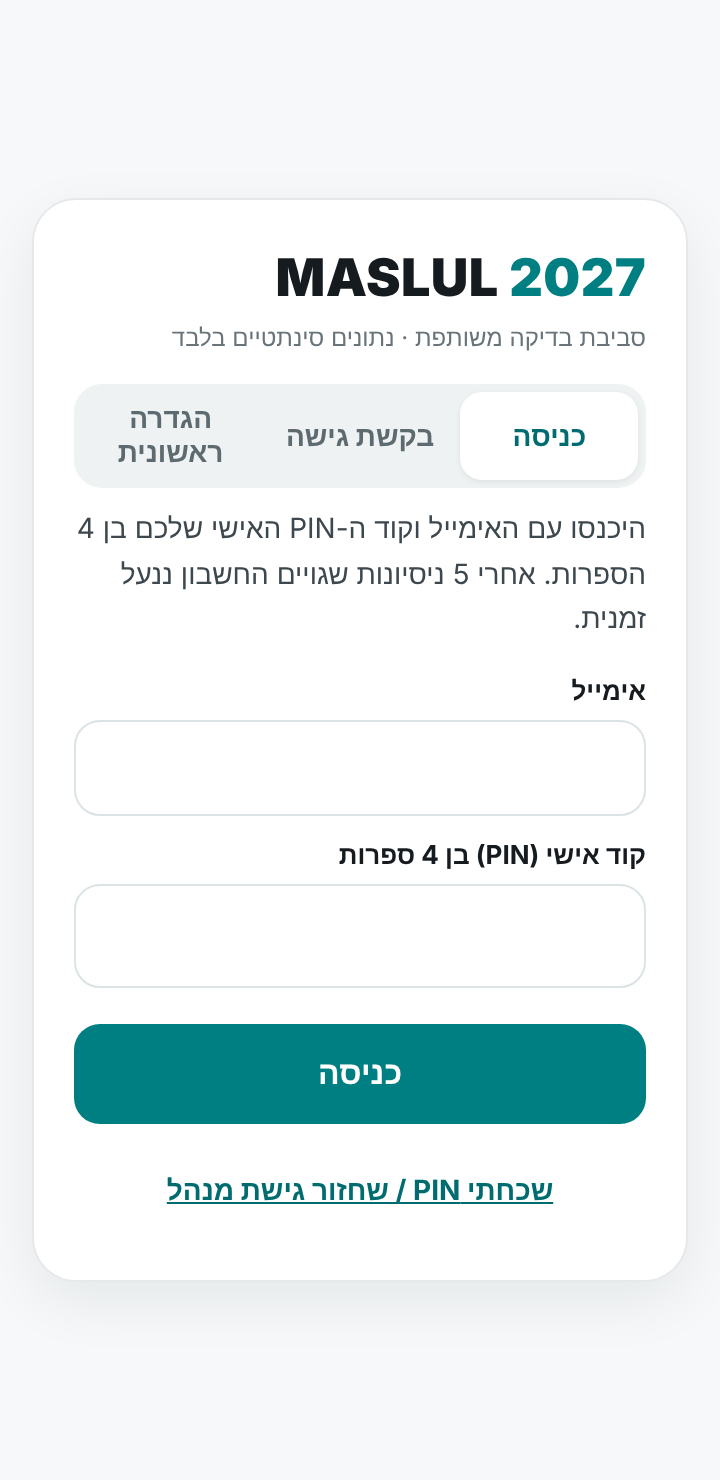 MASLUL 2027
סביבת בדיקה משותפת · נתונים סינתטיים בלבד
כניסה
בקשת גישה
הגדרה
ראשונית
היכנסו עם האימייל וקוד ה-PIN האישי שלכם בן 4
הספרות. אחרי 5 ניסיונות שגויים החשבון ננעל
זמנית.
אימייל
קוד אישי (PIN) בן 4 ספרות
כניסה
שכחתי PIN / שחזור גישת מנהל